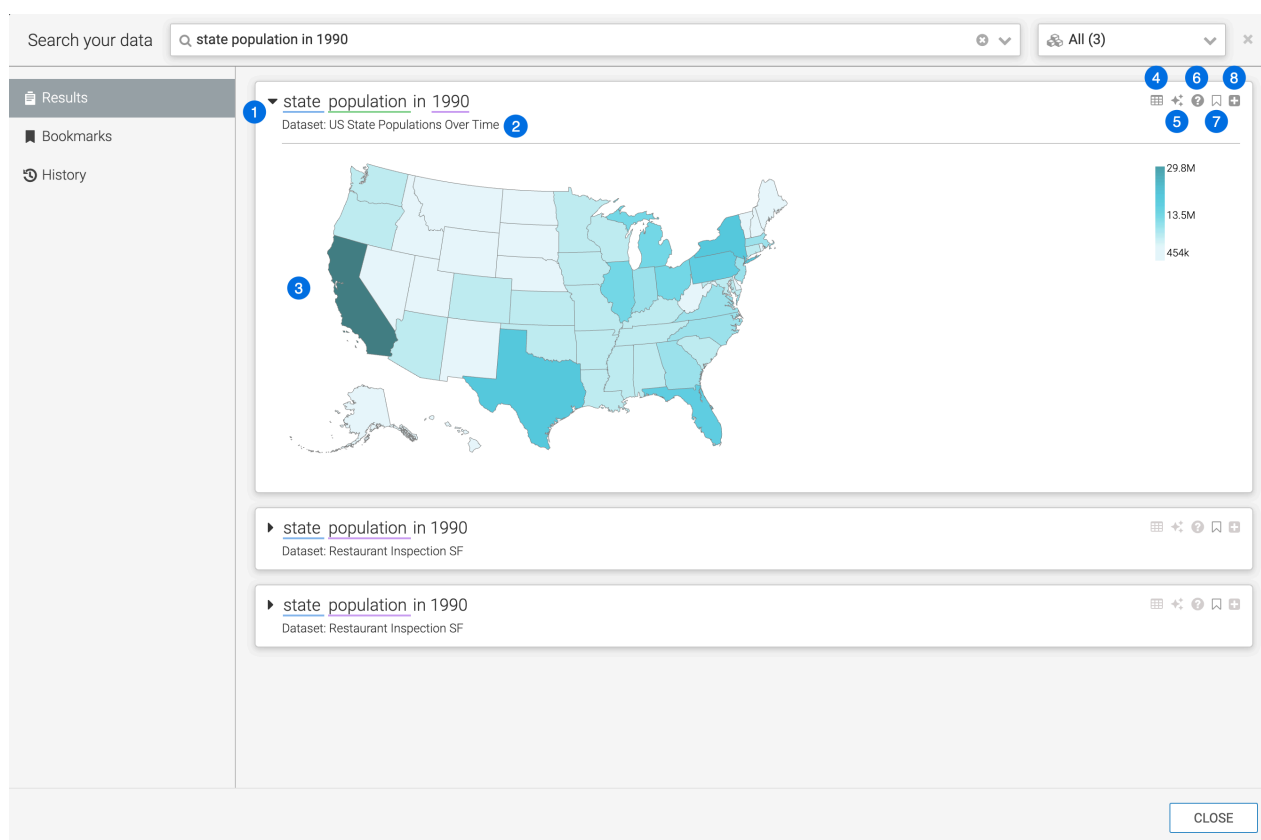 Search your data
state population in 1990
All (3)
Results
Bookmarks
History
4
6
8
1
state population in 1990
Dataset: US State Populations Over Time
2
5
7
29.8M
13.5M
454k
3
state population in 1990
Dataset: Restaurant Inspection SF
state population in 1990
Dataset: Restaurant Inspection SF
CLOSE